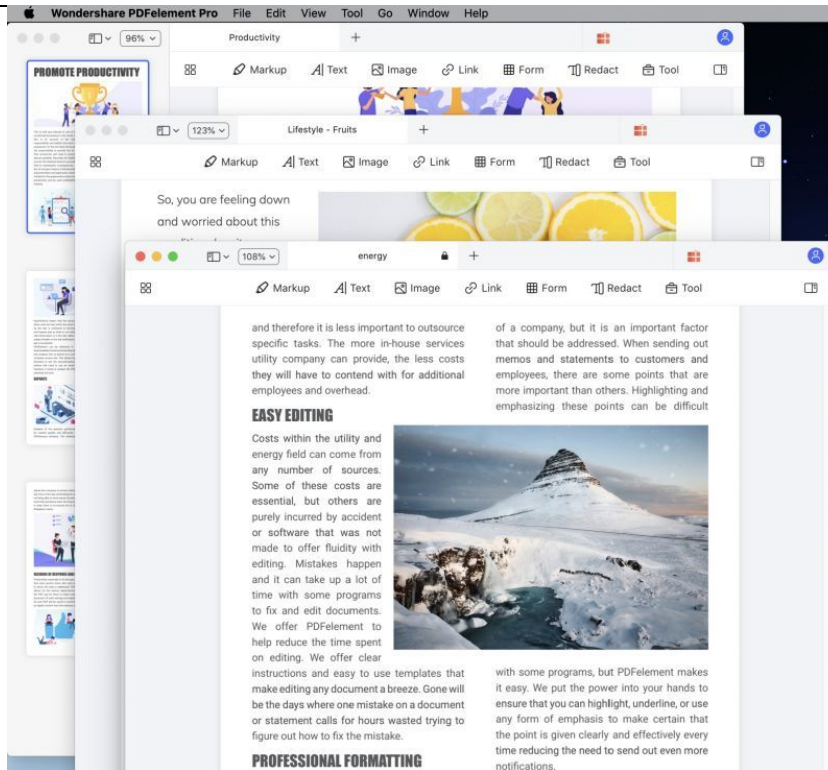 Wondershare PDFelement Pro File Edit View Tool Go Window Help
96% Productivity +
Markup A| Text Image Link Form Redact Tool
PROMOTE PRODUCTIVITY
123% Lifestyle - Fruits +
Markup A| Text Image Link Form Redact Tool
So, you are feeling down
and worried about this
108% energy +
Markup A| Text Image Link Form Redact Tool
and therefore it is less important to outsource
specific tasks. The more in-house services
utility company can provide, the less costs
they will have to contend with for additional
employees and overhead.
EASY EDITING
Costs within the utility and
energy field can come from
any number of sources.
Some of these costs are
essential, but others are
purely incurred by accident
or software that was not
made to offer fluidity with
editing. Mistakes happen
and it can take up a lot of
time with some programs
to fix and edit documents.
We offer PDFelement to
help reduce the time spent
on editing. We offer clear
instructions and easy to use templates that
make editing any document a breeze. Gone will
be the days where one mistake on a document
or statement calls for hours wasted trying to
figure out how to fix the mistake.
PROFESSIONAL FORMATTING
of a company, but it is an important factor
that should be addressed. When sending out
memos and statements to customers and
employees, there are some points that are
more important than others. Highlighting and
emphasizing these points can be difficult
with some programs, but PDFelement makes
it easy. We put the power into your hands to
ensure that you can highlight, underline, or use
any form of emphasis to make certain that
the point is given clearly and effectively every
time reducing the need to send out even more
notifications.